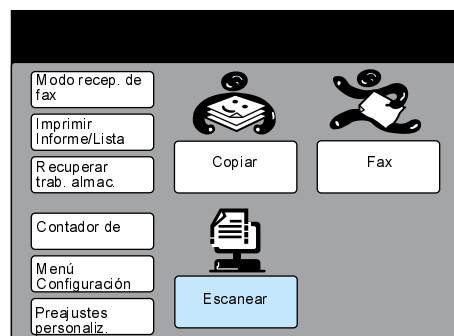 Modo recep. de
fax
Imprimir
Informe/Lista
Recuperar
trab. almac.
Contador de
Menú
Configuración
Preajustes
personaliz.
Copiar
Fax
Escanear